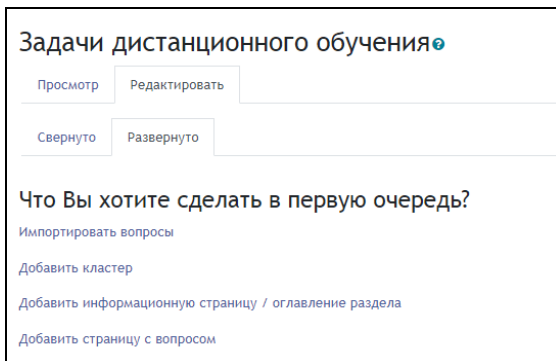 Задачи дистанционного обучения
Просмотр Редактировать
Свернуто Развернуто
Что Вы хотите сделать в первую очередь?
Импортировать вопросы
Добавить кластер
Добавить информационную страницу / оглавление раздела
Добавить страницу с вопросом